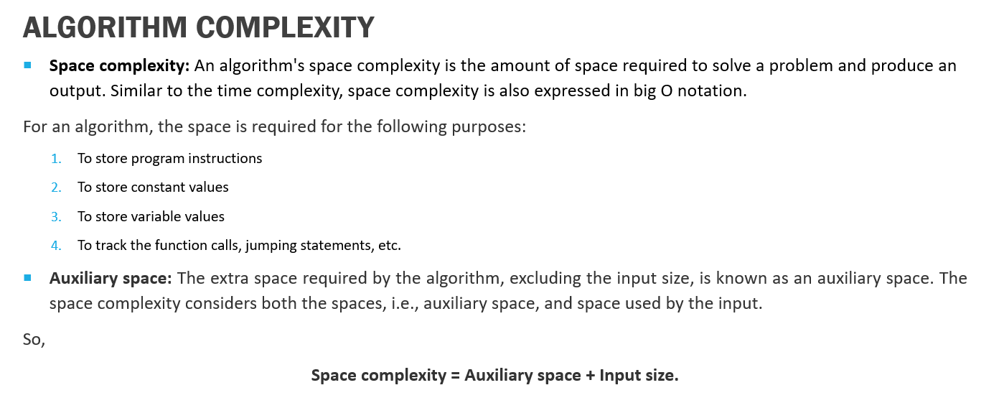 ALGORITHM COMPLEXITY
Space complexity: An algorithm's space complexity is the amount of space required to solve a problem and produce an
output. Similar to the time complexity, space complexity is also expressed in big O notation.
For an algorithm, the space is required for the following purposes:
1. To store program instructions
2. To store constant values
3. To store variable values
4. To track the function calls, jumping statements, etc.
Auxiliary space: The extra space required by the algorithm, excluding the input size, is known as an auxiliary space. The
space complexity considers both the spaces, i.e., auxiliary space, and space used by the input.
So,
Space complexity = Auxiliary space + Input size.